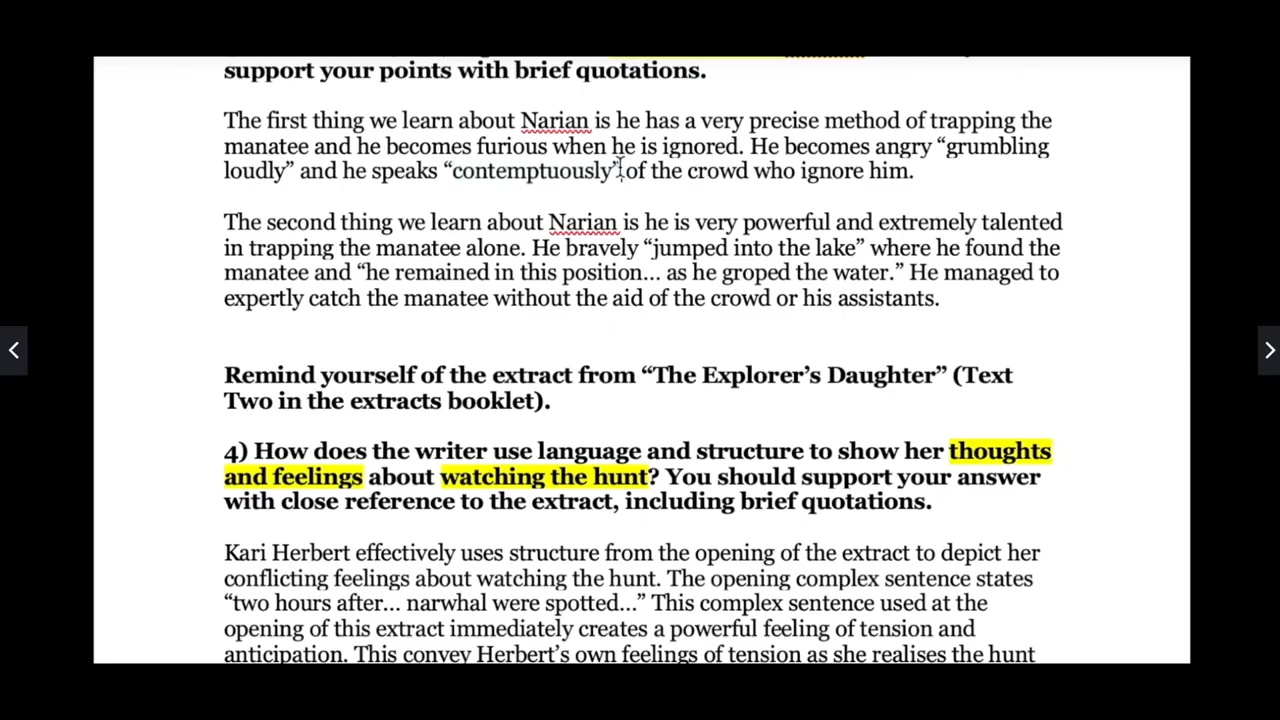 support your points with brief quotations.
The first thing we learn about Narian is he has a very precise method of trapping the
manatee and he becomes furious when he is ignored. He becomes angry “grumbling
loudly” and he speaks “contemptuously” of the crowd who ignore him.
The second thing we learn about Narian is he is very powerful and extremely talented
in trapping the manatee alone. He bravely “jumped into the lake” where he found the
manatee and “he remained in this position... as he groped the water.” He managed to
expertly catch the manatee without the aid of the crowd or his assistants.
Remind yourself of the extract from “The Explorer’s Daughter” (Text
Two in the extracts booklet).
4) How does the writer use language and structure to show her thoughts
and feelings about watching the hunt? You should support your answer
with close reference to the extract, including brief quotations.
Kari Herbert effectively uses structure from the opening of the extract to depict her
conflicting feelings about watching the hunt. The opening complex sentence states
“two hours after... narwhal were spotted...” This complex sentence used at the
opening of this extract immediately creates a powerful feeling of tension and
anticipation. This convey Herbert’s own feelings of tension as she realises the hunt